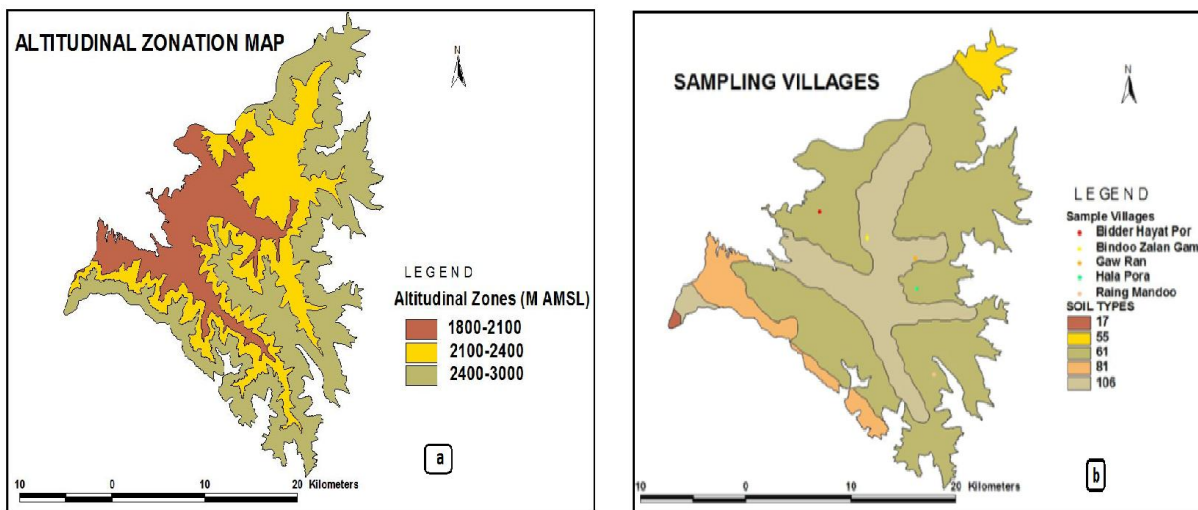 ALTITUDINAL ZONATION MAP
N
LEGEND
Altitudinal Zones (M AMSL)
1800-2100
2100-2400
2400-3000
a
10 0 10 20 Kilometers
SAMPLING VILLAGES
N
LEGEND
Sample Villages
Bidder Hayat Por
Bindoo Zalan Gam
Gaw Ran
Hala Pora
Raing Mandoo
SOIL TYPES
17
55
61
81
106
b
10 0 10 20 Kilometers